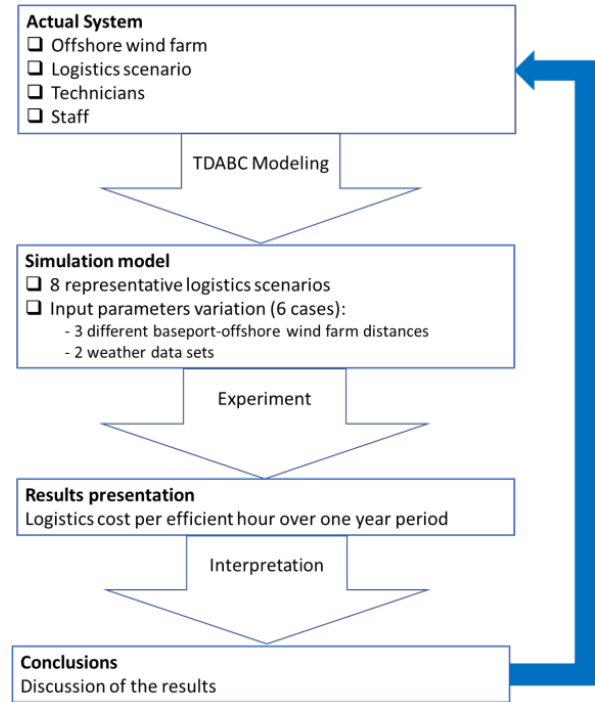 Actual System
❑ Offshore wind farm
❑ Logistics scenario
❑ Technicians
❑ Staff
TDABC Modeling
Simulation model
❑ 8 representative logistics scenarios
❑ Input parameters variation (6 cases):
- 3 different baseport-offshore wind farm distances
- 2 weather data sets
Experiment
Results presentation
Logistics cost per efficient hour over one year period
Interpretation
Conclusions
Discussion of the results